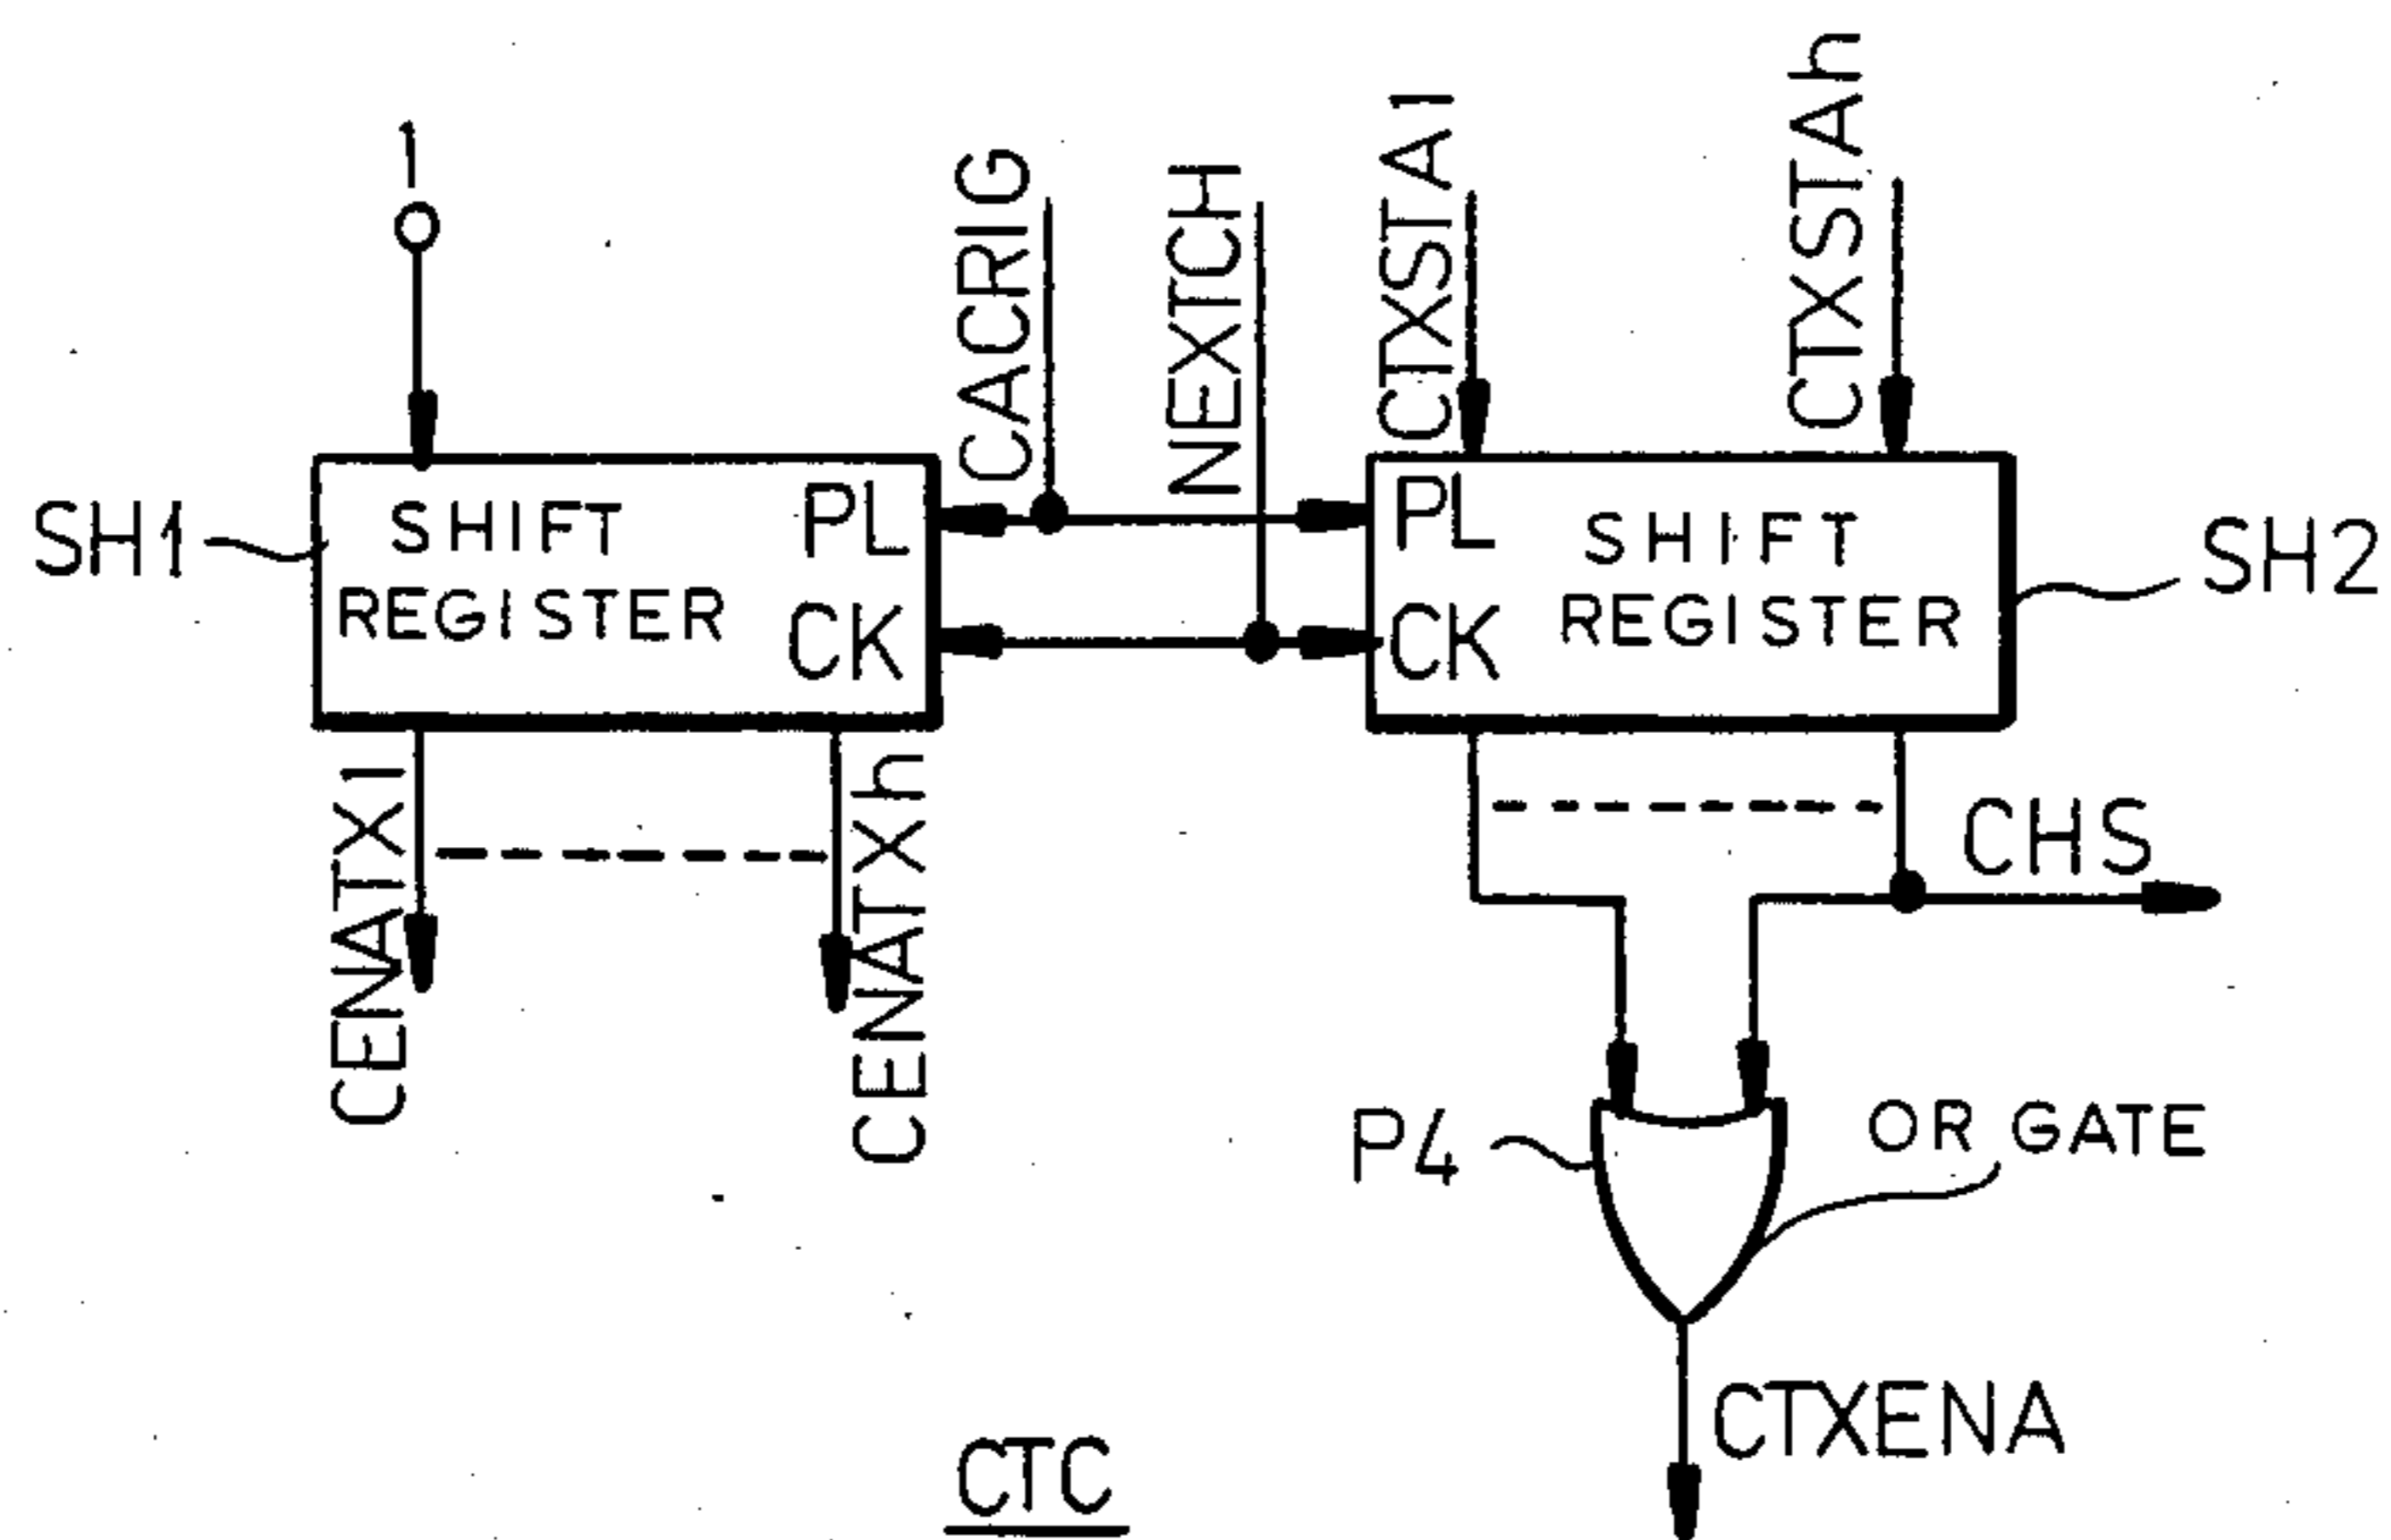 1
CACRIG
NEXTCH
CTXSTA1
CTXSTAh
SH1
SHIFT
REGISTER
PL
CK
PL
CK
SHIFT
REGISTER
SH2
CENATX1
CENATXh
CHS
P4
OR GATE
CTXENA
CTC